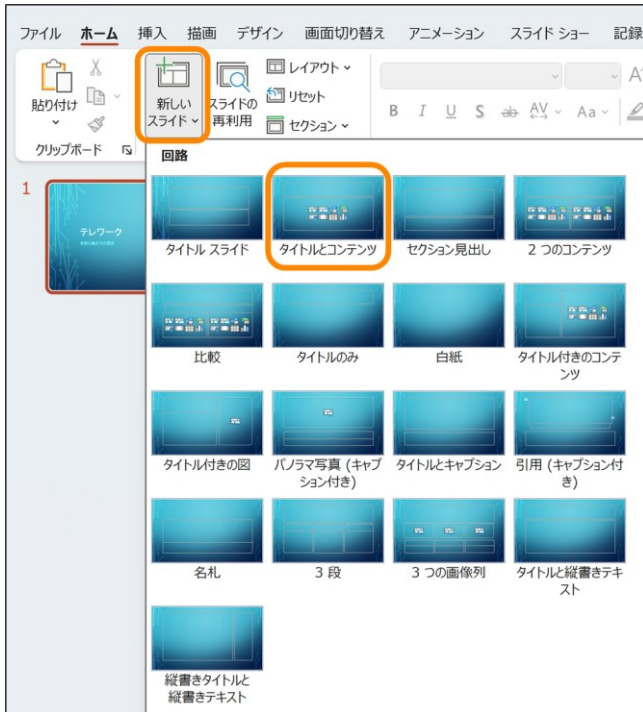 ファイル ホーム 挿入 描画 デザイン 画面切り替え アニメーション スライド ショー 記録
貼り付け
クリップボード
新しい
スライド
スライドの
再利用
レイアウト
リセット
セクション
B I U S ab AV Aa
回路
1
テレワーク
タイトル スライド タイトルとコンテンツ セクション見出し 2 つのコンテンツ
比較 タイトルのみ 白紙 タイトル付きのコンテ
ンツ
タイトル付きの図 パノラマ写真 (キャプ タイトルとキャプション 引用 (キャプション付
ション付き) き)
名札 3 段 3 つの画像列 タイトルと縦書きテキ
スト
縦書きタイトルと
縦書きテキスト